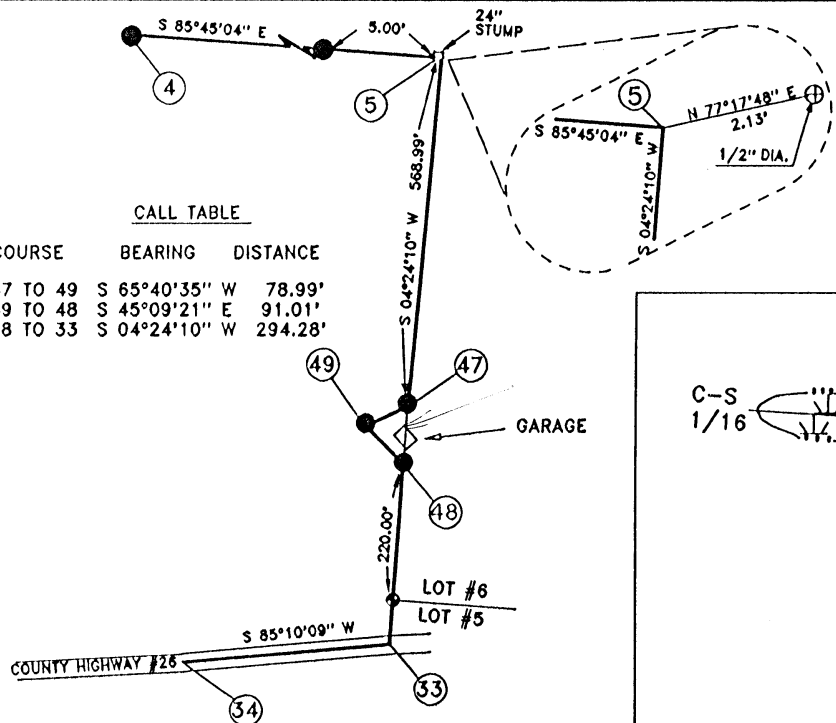 S 85°45'04" E
5.00'
24"
STUMP
4
5
568.99'
S 04°24'10" W
5
N 77°17'48" E
2.13'
S 85°45'04" E
1/2" DIA.
S 04°24'10" W
CALL TABLE
COURSE BEARING DISTANCE
7 TO 49 S 65°40'35" W 78.99'
9 TO 48 S 45°09'21" E 91.01'
8 TO 33 S 04°24'10" W 294.28'
49
47
GARAGE
48
220.00'
LOT #6
LOT #5
S 85°10'09" W
COUNTY HIGHWAY #26
33
34
C-S
1/16